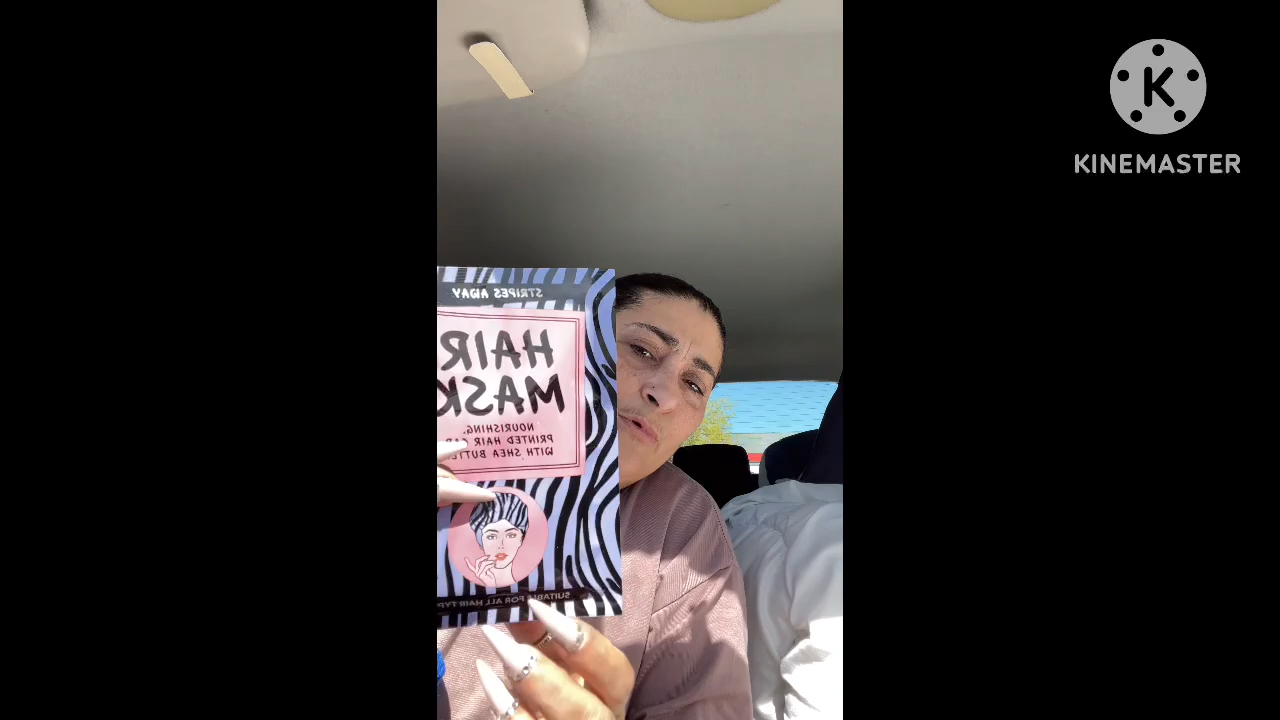 STRIPES AWAY
HAIR
MASK
NOURISHING,
PRINTED HAIR
WITH SHEA
SUITABLE FOR ALL HAIR
K
KINEMASTER